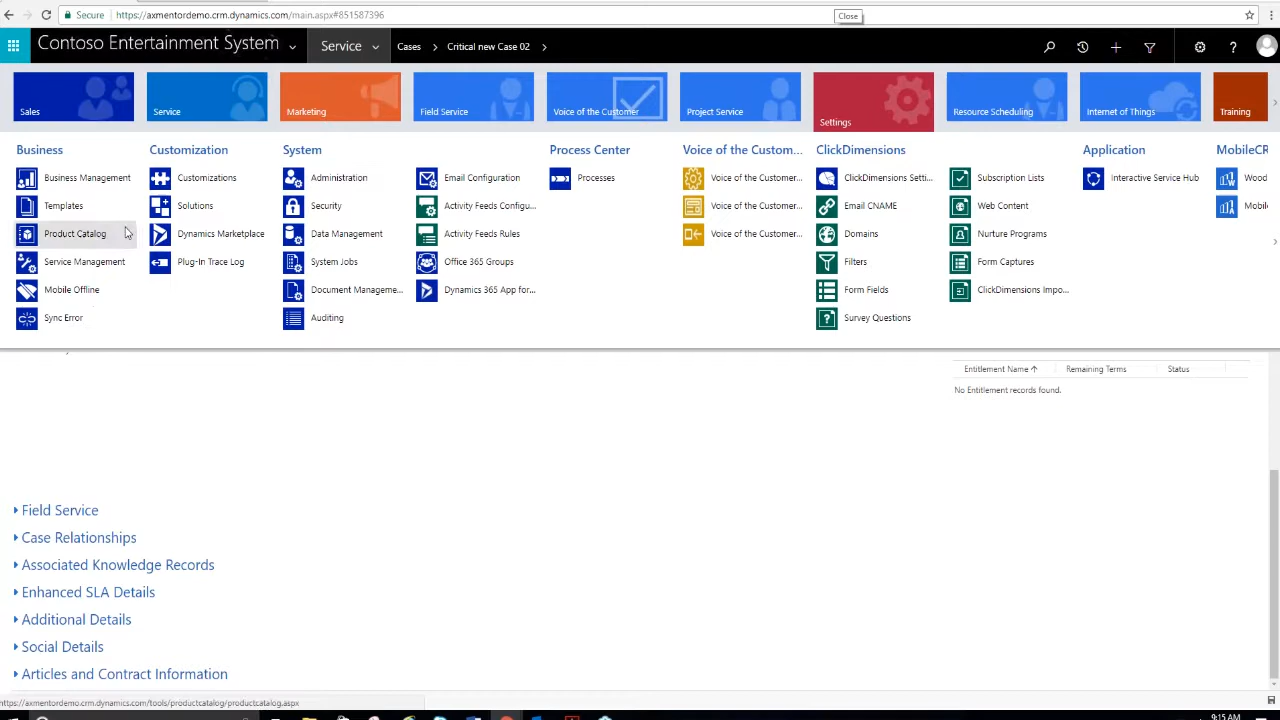 Secure
https://axmentordemo.crm.dynamics.com/main.aspx#851587396
Close
Contoso Entertainment System
Service
Cases
Critical new Case 02
?
Sales
Service
Marketing
Field Service
Voice of the Customer
Project Service
Settings
Resource Scheduling
Internet of Things
Training
Business
Customization
System
Process Center
Voice of the Custom...
ClickDimensions
Application
MobileCR
Business Management
Customizations
Administration
Email Configuration
Processes
Voice of the Customer...
ClickDimensions Setti...
Subscription Lists
Interactive Service Hub
Wood
Templates
Solutions
Security
Activity Feeds Configu...
Voice of the Customer...
Email CNAME
Web Content
Mobile
Product Catalog
Dynamics Marketplace
Data Management
Activity Feeds Rules
Voice of the Customer...
Domains
Nurture Programs
Service Management
Plug-In Trace Log
System Jobs
Office 365 Groups
Filters
Form Captures
Mobile Offline
Document Manageme...
Dynamics 365 App for...
Form Fields
ClickDimensions Impo...
Sync Error
Auditing
Survey Questions
Entitlement Name
Remaining Terms
Status
No Entitlement records found.
Field Service
Case Relationships
Associated Knowledge Records
Enhanced SLA Details
Additional Details
Social Details
Articles and Contract Information
https://axmentordemo.crm.dynamics.com/tools/productcatalog/productcatalog.aspx
9:15 AM